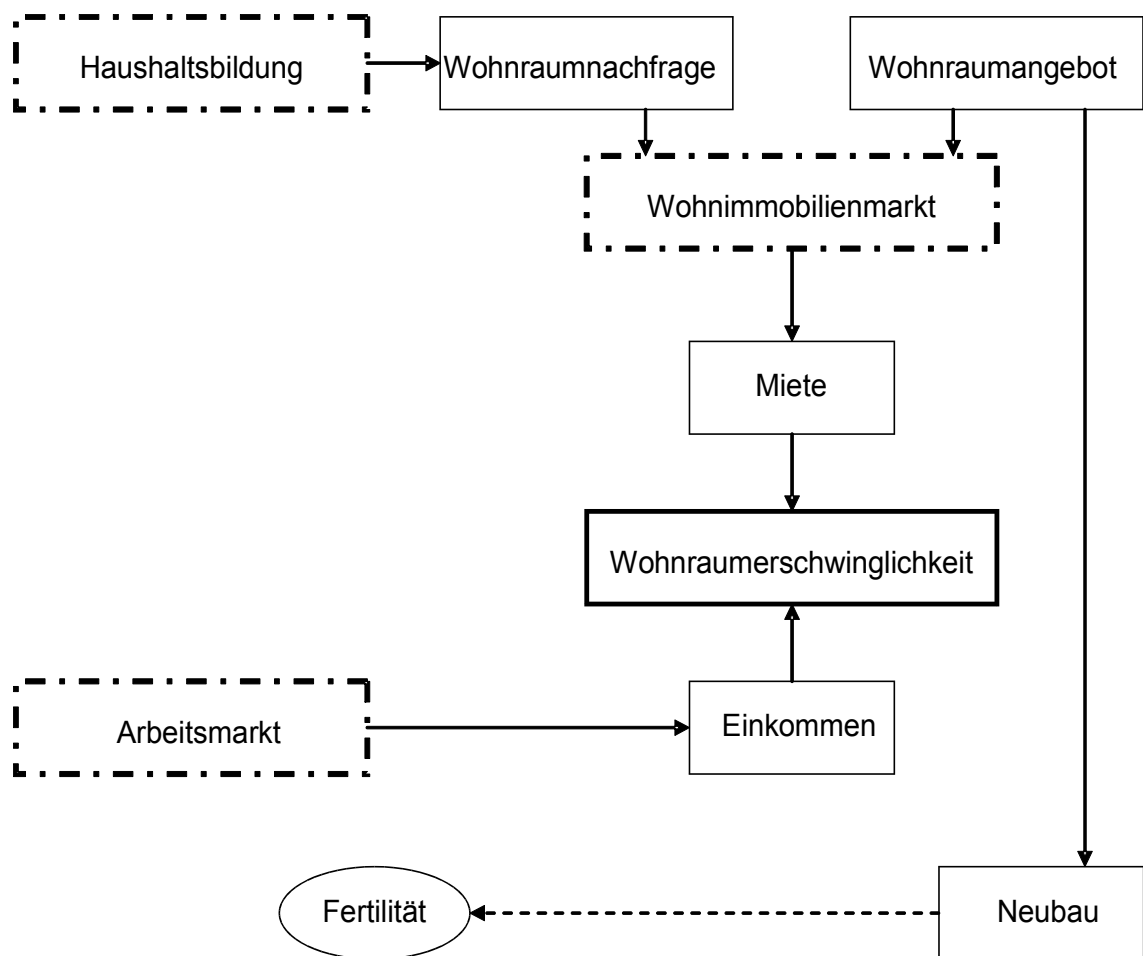 Haushaltsbildung
Wohnraumnachfrage
Wohnraumangebot
Wohnimmobilienmarkt
Miete
Wohnraumerschwinglichkeit
Arbeitsmarkt
Einkommen
Fertilität
Neubau